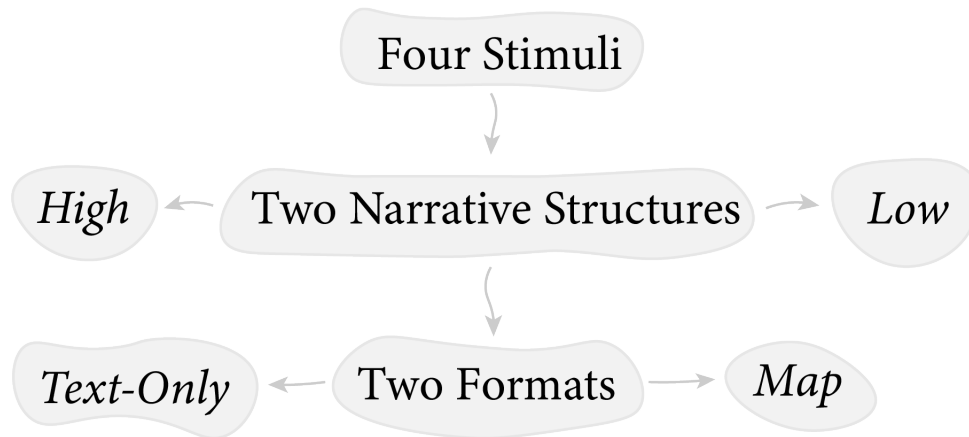 Four Stimuli
High
Two Narrative Structures
Low
Text-Only
Two Formats
Map